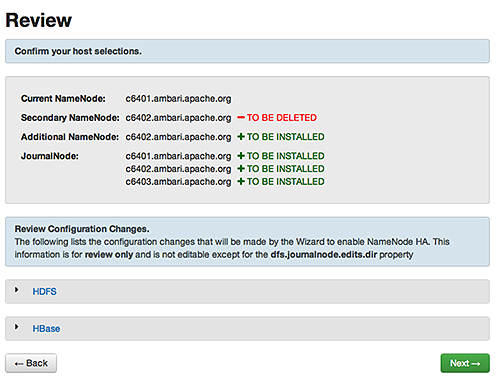 Review
Confirm your host selections.
Current NameNode: c6401.ambari.apache.org
Secondary NameNode: c6402.ambari.apache.org − TO BE DELETED
Additional NameNode: c6402.ambari.apache.org + TO BE INSTALLED
JournalNode: c6401.ambari.apache.org + TO BE INSTALLED
c6402.ambari.apache.org + TO BE INSTALLED
c6403.ambari.apache.org + TO BE INSTALLED
Review Configuration Changes.
The following lists the configuration changes that will be made by the Wizard to enable NameNode HA. This
information is for review only and is not editable except for the dfs.journalnode.edits.dir property
HDFS
HBase
← Back
Next →